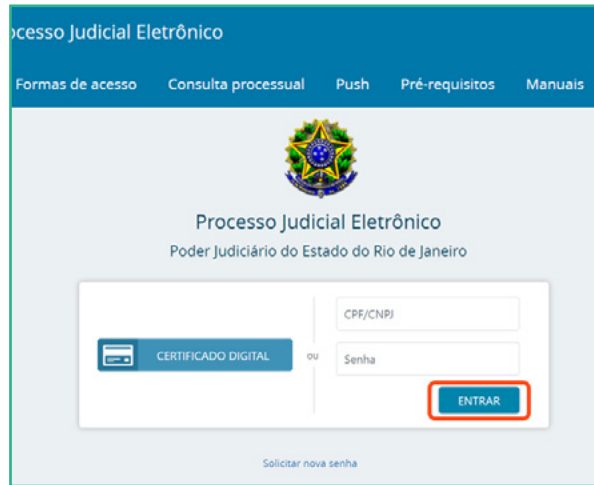 ocesso Judicial Eletrônico
Formas de acesso Consulta processual Push Pré-requisitos Manuais
Processo Judicial Eletrônico
Poder Judiciário do Estado do Rio de Janeiro
CPF/CNPJ
CERTIFICADO DIGITAL ou Senha
ENTRAR
Solicitar nova senha